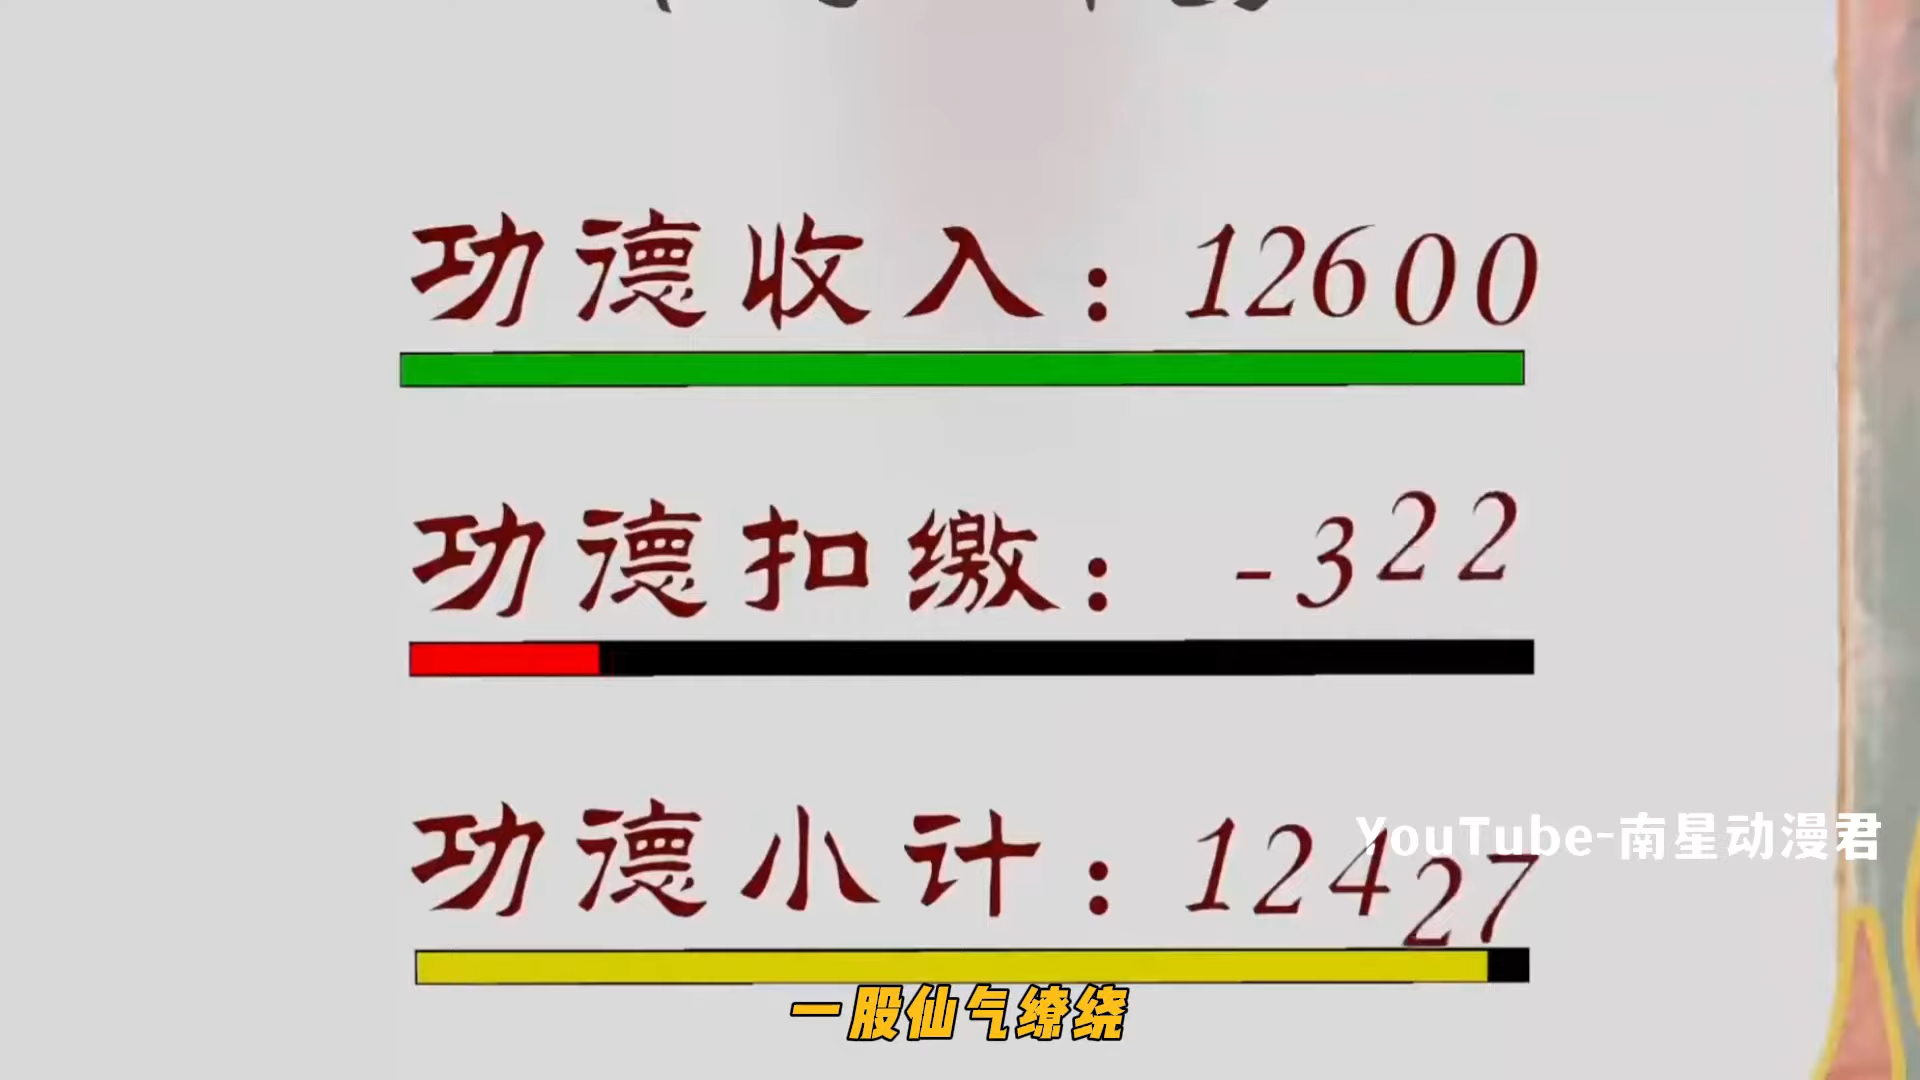 功德收入：12600
功德扣缴：-322
功德小计：12427
YouTube-南星动漫君
一股仙气缭绕